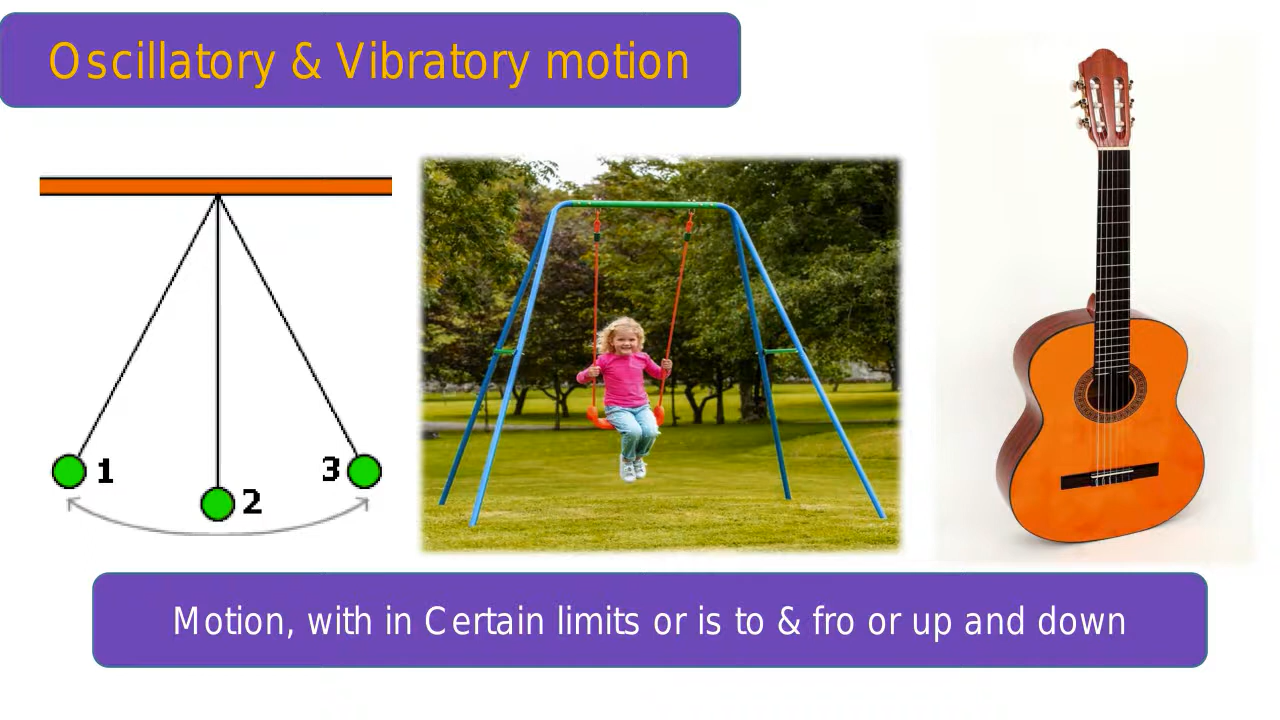 Oscillatory & Vibratory motion
1
3
2
Motion, with in Certain limits or is to & fro or up and down